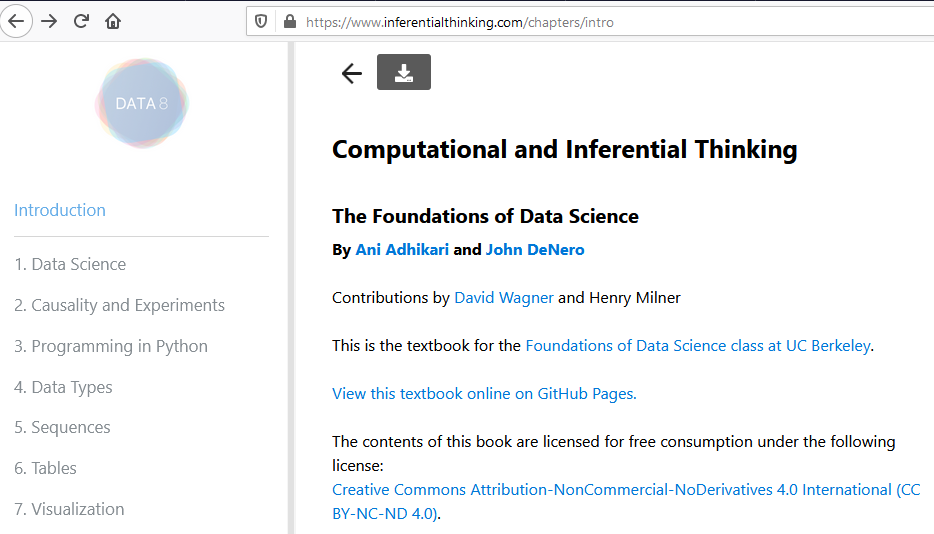 https://www.inferentialthinking.com/chapters/intro
DATA 8
Introduction
1. Data Science
2. Causality and Experiments
3. Programming in Python
4. Data Types
5. Sequences
6. Tables
7. Visualization
Computational and Inferential Thinking
The Foundations of Data Science
By Ani Adhikari and John DeNero
Contributions by David Wagner and Henry Milner
This is the textbook for the Foundations of Data Science class at UC Berkeley.
View this textbook online on GitHub Pages.
The contents of this book are licensed for free consumption under the following
license:
Creative Commons Attribution-NonCommercial-NoDerivatives 4.0 International (CC
BY-NC-ND 4.0).